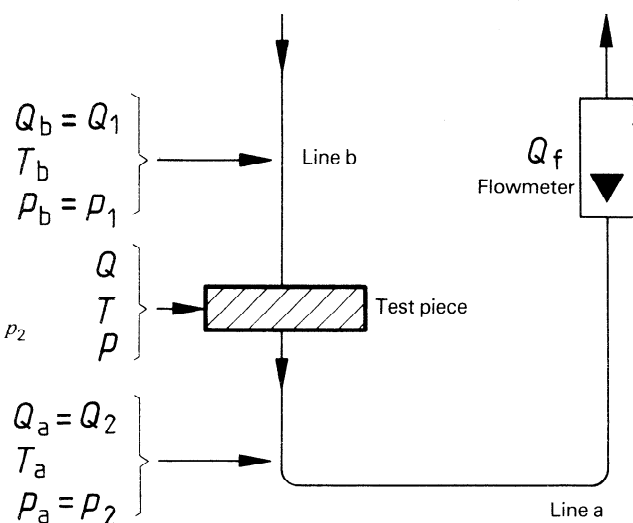 Q_b = Q_1
T_b
p_b = p_1
Line b
Q_f
Flowmeter
Q
T
p
Test piece
p_2
Q_a = Q_2
T_a
p_a = p_2
Line a